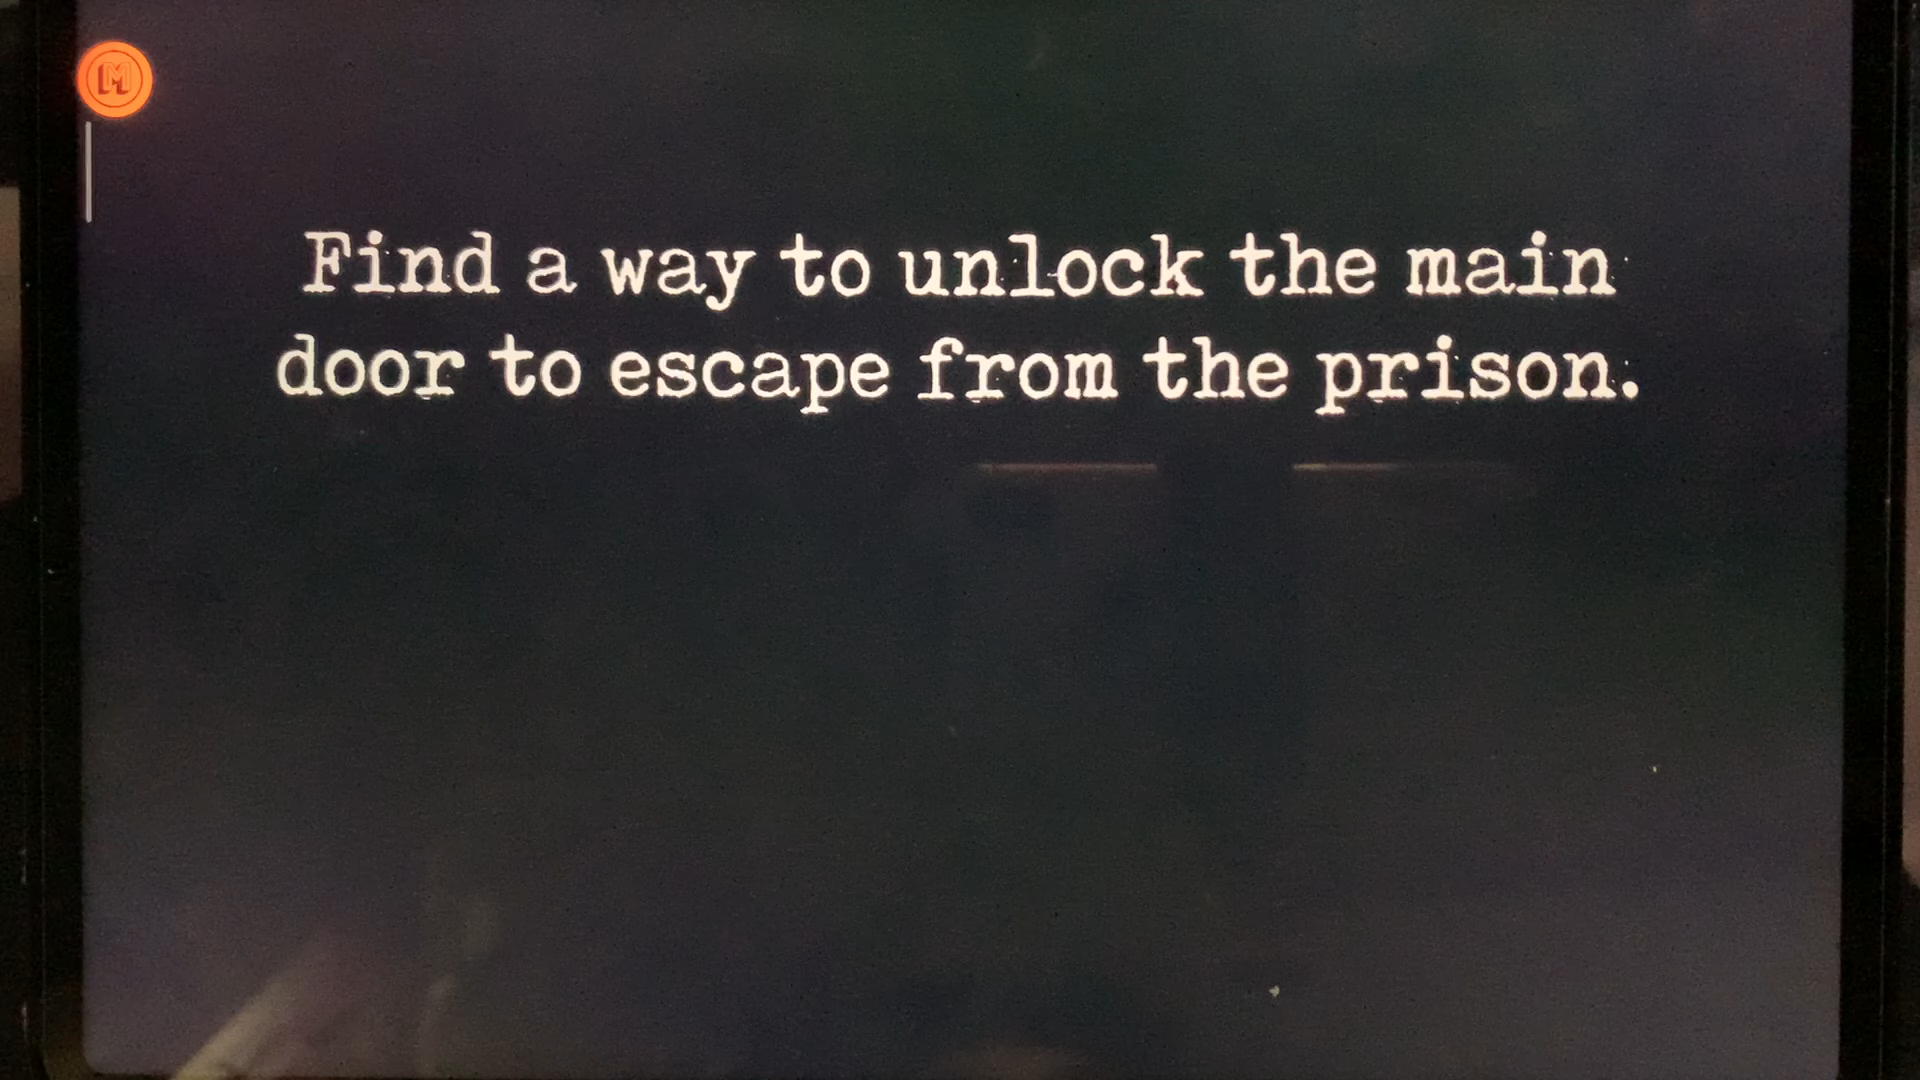 M
Find a way to unlock the main
door to escape from the prison.